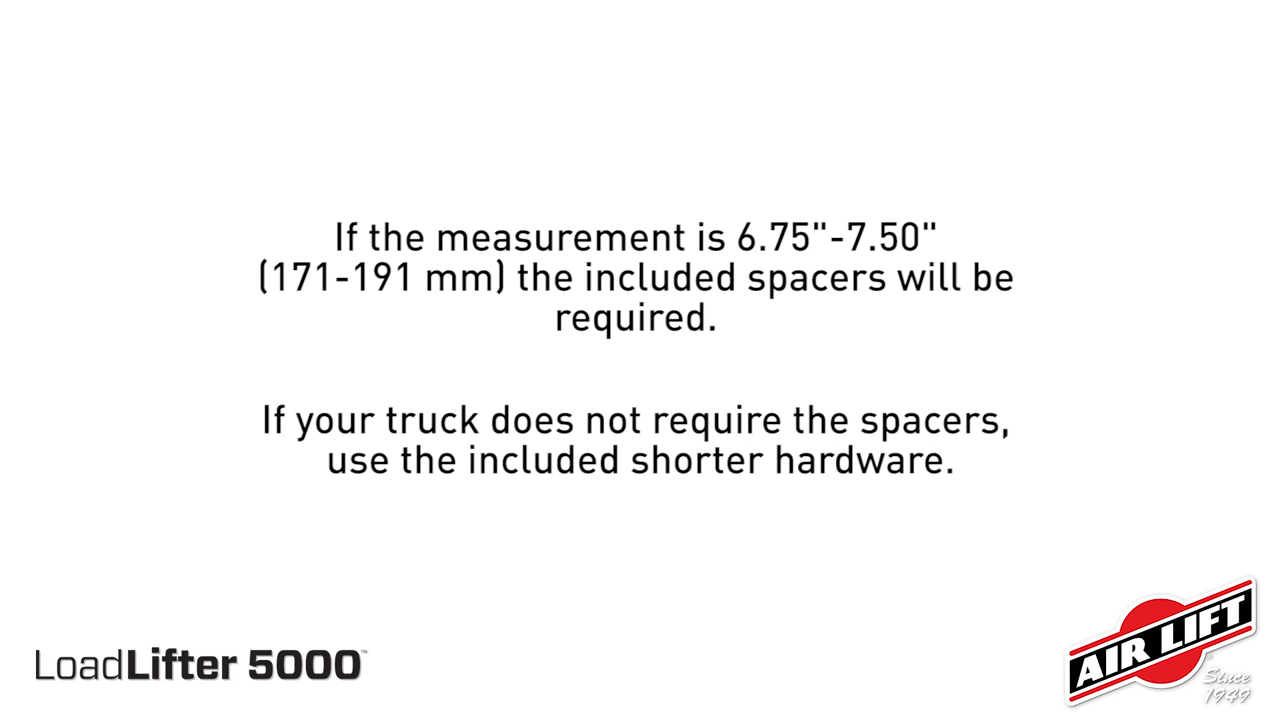 If the measurement is 6.75"-7.50"
(171-191 mm) the included spacers will be
required.
If your truck does not require the spacers,
use the included shorter hardware.
LoadLifter 5000™
AIR LIFT
Since
1949